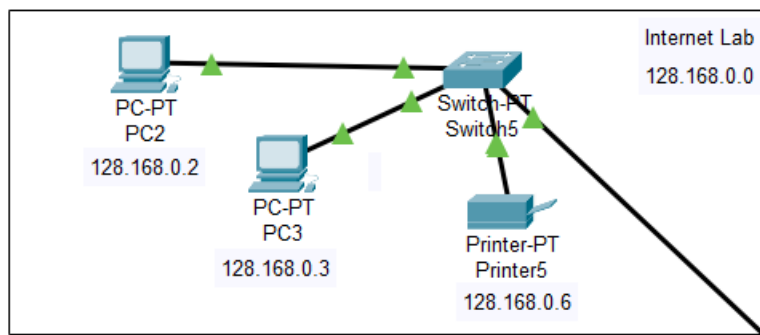 Internet Lab
128.168.0.0
PC-PT
PC2
128.168.0.2
Switch-PT
Switch5
PC-PT
PC3
128.168.0.3
Printer-PT
Printer5
128.168.0.6